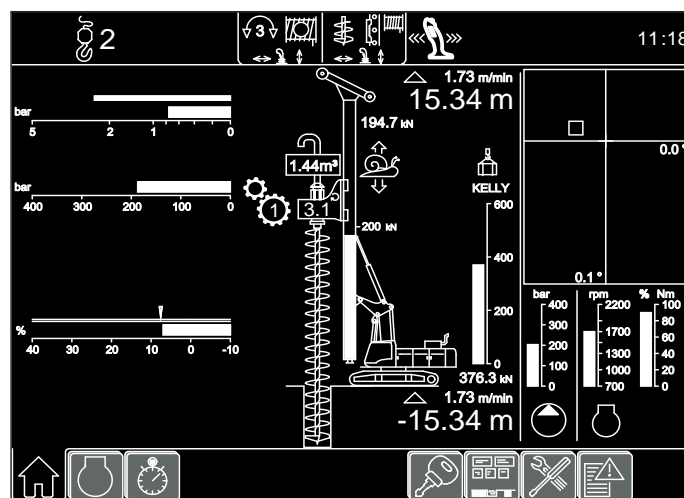 2
3
11:18
1.73 m/min
15.34 m
bar
5 2 1 0
194.7 kN
0.0 °
1.44m³
KELLY
bar
400 300 200 100 0
1
3.1
600
200 kN
400
0.1 °
bar rpm % Nm
400 2200 100
300 1700 80
200 1300 60
100 1000 40
0 700 20
0
200
%
40 30 20 10 0 -10
0
376.3 kN
1.73 m/min
-15.34 m